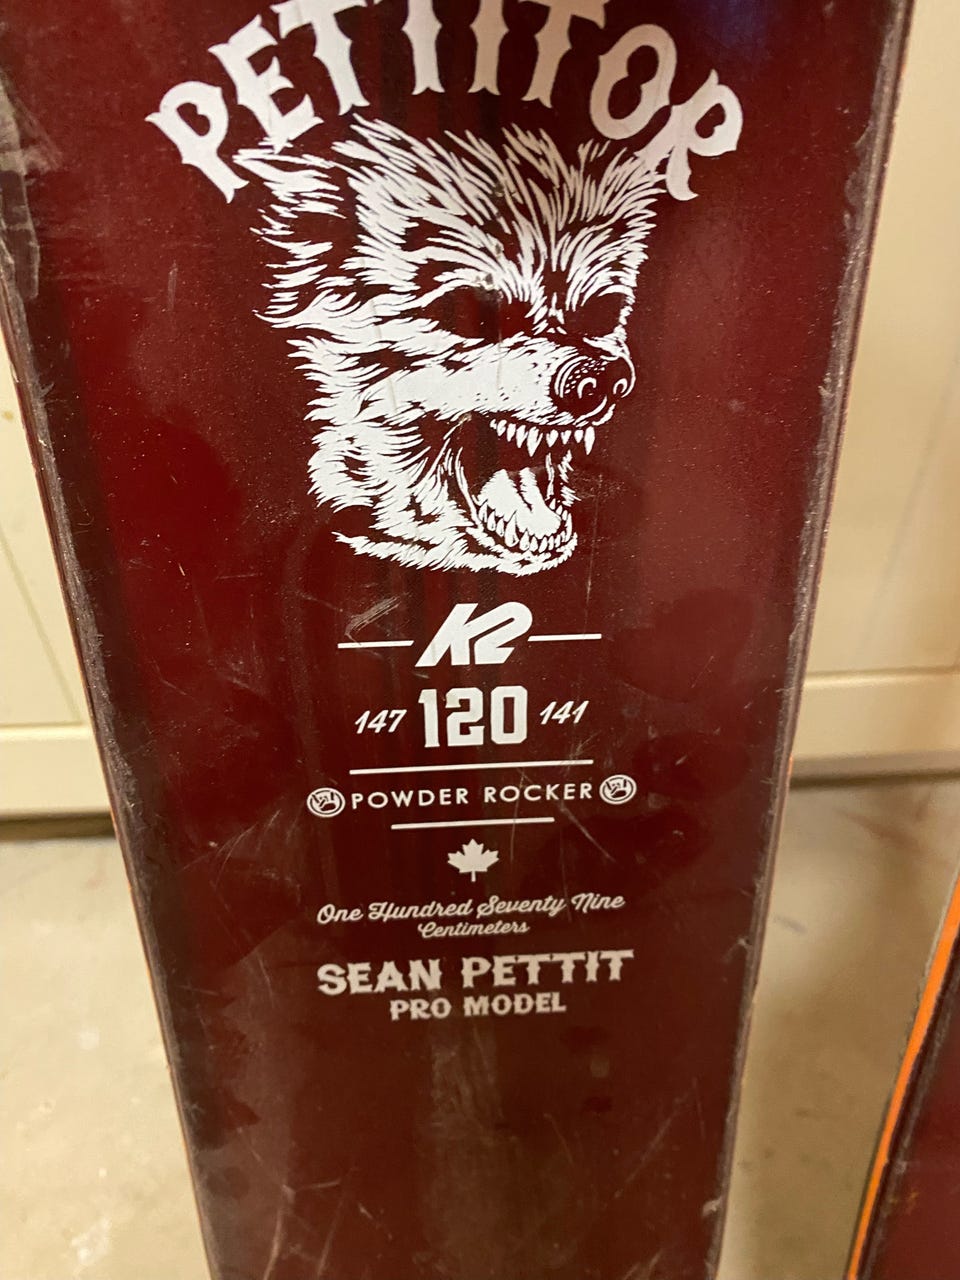 PETTITOR
K2
147 120 141
POWDER ROCKER
One Hundred Seventy Nine
Centimeters
SEAN PETTIT
PRO MODEL